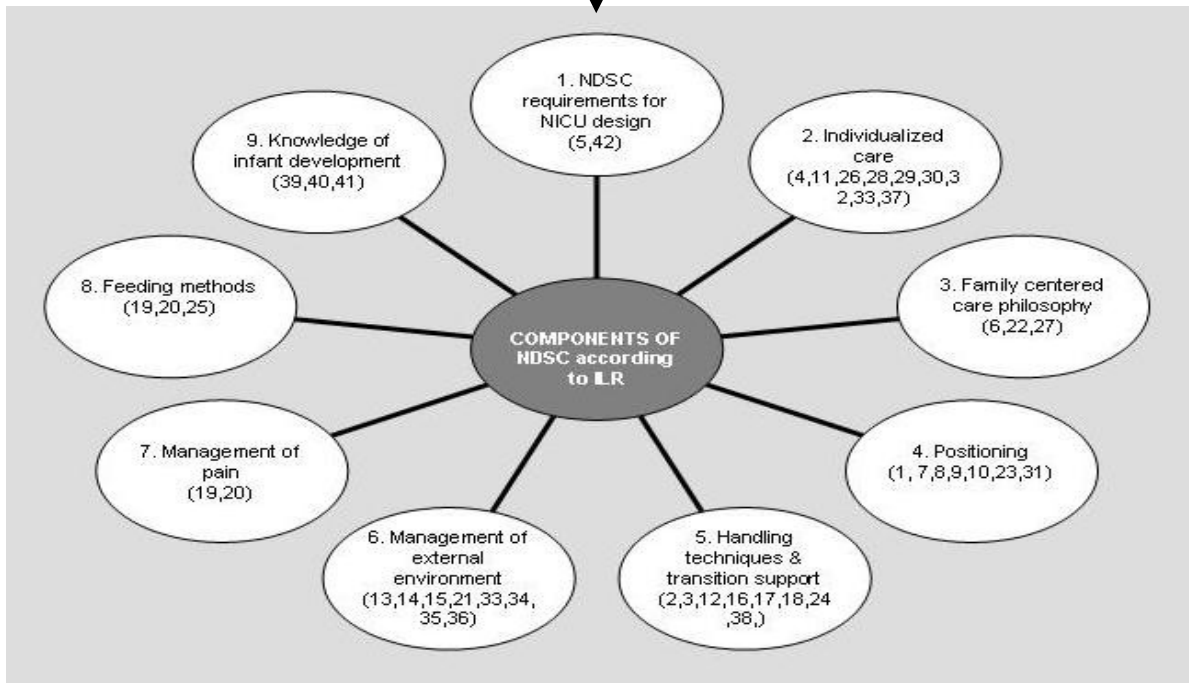 1. NDSC
requirements for
NICU design
(5,42)
2. Individualized
care
(4,11,26,28,29,30,3
2,33,37)
3. Family centered
care philosophy
(6,22,27)
4. Positioning
(1, 7,8,9,10,23,31)
5. Handling
techniques &
transition support
(2,3,12,16,17,18,24
,38,)
6. Management of
external
environment
(13,14,15,21,33,34,
35,36)
7. Management of
pain
(19,20)
8. Feeding methods
(19,20,25)
9. Knowledge of
infant development
(39,40,41)
COMPONENTS OF
NDSC according
to ILR